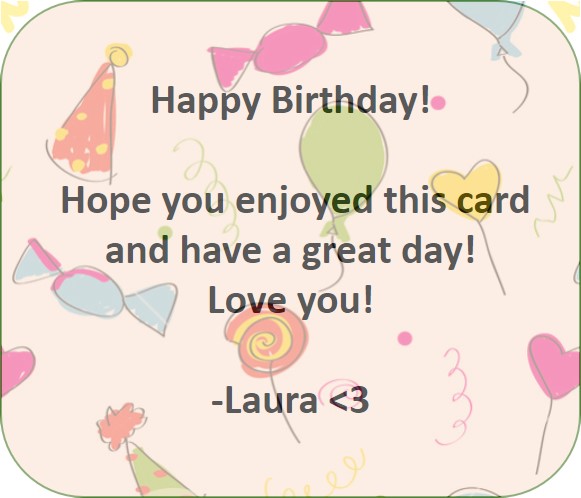 Happy Birthday!
Hope you enjoyed this card
and have a great day!
Love you!
-Laura <3